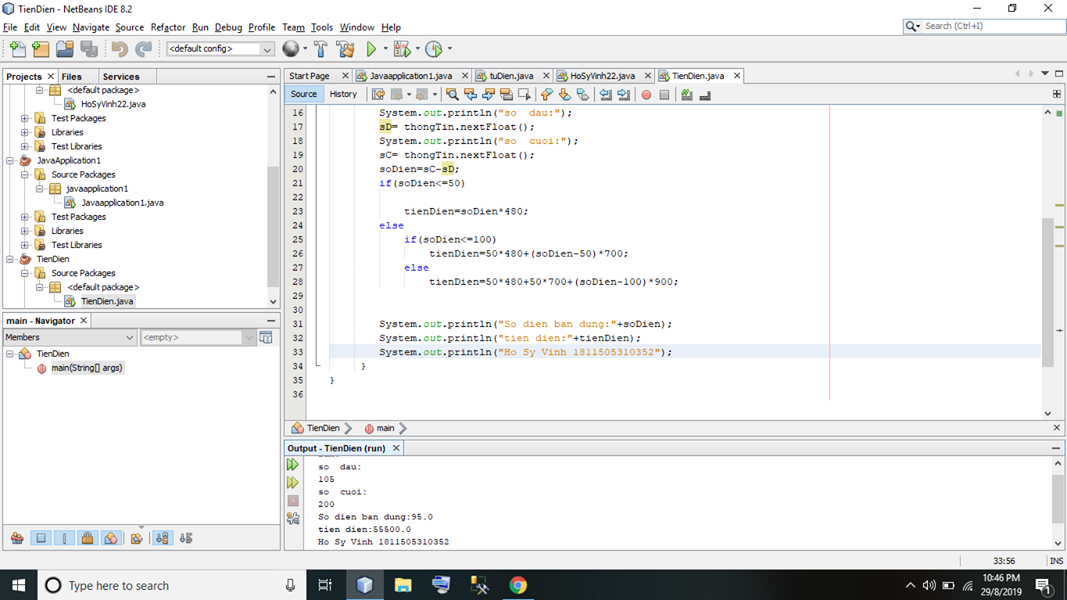 TienDien - NetBeans IDE 8.2
File Edit View Navigate Source Refactor Run Debug Profile Team Tools Window Help
Search (Ctrl+I)
<default config>
Projects Files Services
<default package>
HoSyVinh22.java
Test Packages
Libraries
Test Libraries
JavaApplication1
Source Packages
javaapplication1
Javaapplication1.java
Test Packages
Libraries
Test Libraries
TienDien
Source Packages
<default package>
TienDien.java
main - Navigator
Members <empty>
TienDien
main(String[] args)
Start Page Javaapplication1.java tuDien.java HoSyVinh22.java TienDien.java
Source History
16 System.out.println("so  dau:");
17 sD= thongTin.nextFloat();
18 System.out.println("so  cuoi:");
19 sC= thongTin.nextFloat();
20 soDien=sC-sD;
21 if(soDien<=50)
22
23 tienDien=soDien*480;
24 else
25 if(soDien<=100)
26 tienDien=50*480+(soDien-50)*700;
27 else
28 tienDien=50*480+50*700+(soDien-100)*900;
29
30
31 System.out.println("So dien ban dung:"+soDien);
32 System.out.println("tien dien:"+tienDien);
33 System.out.println("Ho Sy Vinh 1811505310352");
34 }
35 }
36
TienDien main
Output - TienDien (run)
so  dau:
105
so  cuoi:
200
So dien ban dung:95.0
tien dien:55500.0
Ho Sy Vinh 1811505310352
33:56 INS
Type here to search
10:46 PM
29/8/2019
1